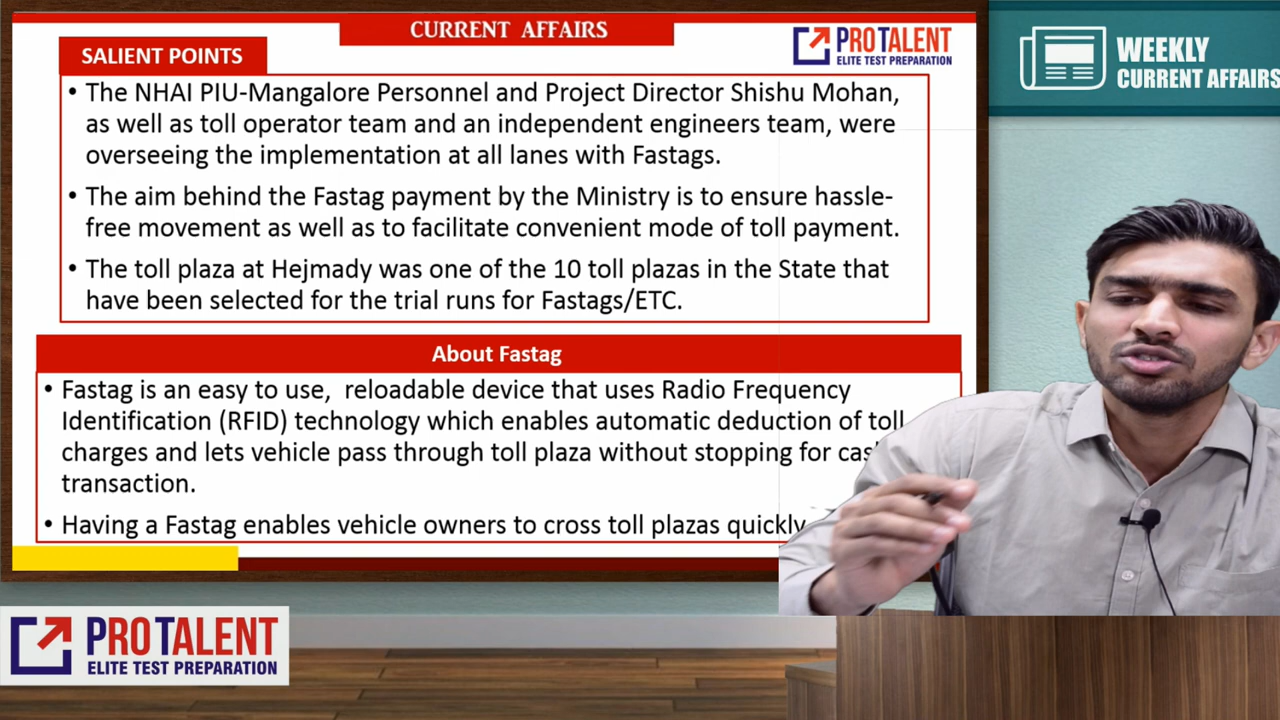 CURRENT AFFAIRS
PROTALENT
ELITE TEST PREPARATION
WEEKLY
CURRENT AFFAIRS
SALIENT POINTS
• The NHAI PIU-Mangalore Personnel and Project Director Shishu Mohan,
as well as toll operator team and an independent engineers team, were
overseeing the implementation at all lanes with Fastags.
• The aim behind the Fastag payment by the Ministry is to ensure hassle-
free movement as well as to facilitate convenient mode of toll payment.
• The toll plaza at Hejmady was one of the 10 toll plazas in the State that
have been selected for the trial runs for Fastags/ETC.
About Fastag
• Fastag is an easy to use, reloadable device that uses Radio Frequency
Identification (RFID) technology which enables automatic deduction of toll
charges and lets vehicle pass through toll plaza without stopping for
transaction.
• Having a Fastag enables vehicle owners to cross toll plazas quickly
PROTALENT
ELITE TEST PREPARATION